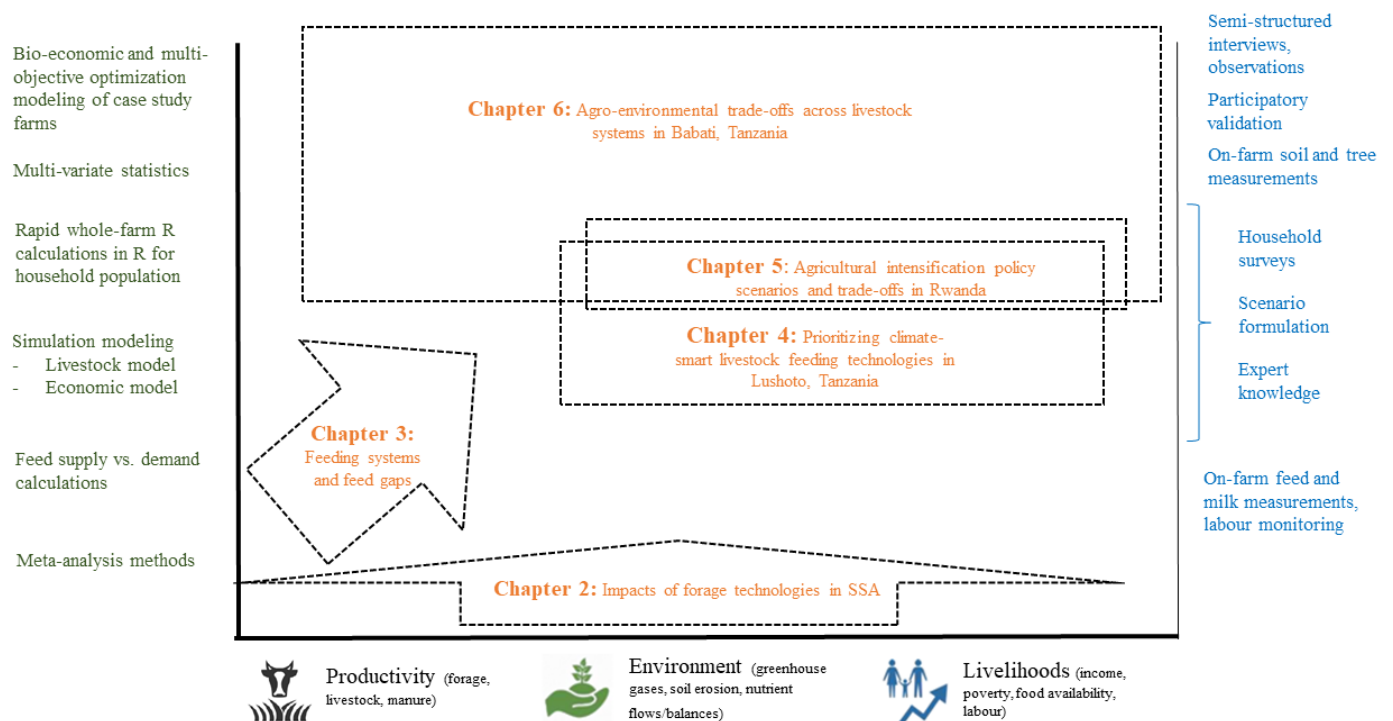 Bio-economic and multi-
objective optimization
modeling of case study
farms
Multi-variate statistics
Rapid whole-farm R
calculations in R for
household population
Simulation modeling
- Livestock model
- Economic model
Feed supply vs. demand
calculations
Meta-analysis methods
Chapter 6: Agro-environmental trade-offs across livestock
systems in Babati, Tanzania
Chapter 5: Agricultural intensification policy
scenarios and trade-offs in Rwanda
Chapter 4: Prioritizing climate-
smart livestock feeding technologies in
Lushoto, Tanzania
Chapter 3:
Feeding systems
and feed gaps
Chapter 2: Impacts of forage technologies in SSA
Semi-structured
interviews,
observations
Participatory
validation
On-farm soil and tree
measurements
Household
surveys
Scenario
formulation
Expert
knowledge
On-farm feed and
milk measurements,
labour monitoring
Productivity (forage,
livestock, manure)
Environment (greenhouse
gases, soil erosion, nutrient
flows/balances)
Livelihoods (income,
poverty, food availability,
labour)